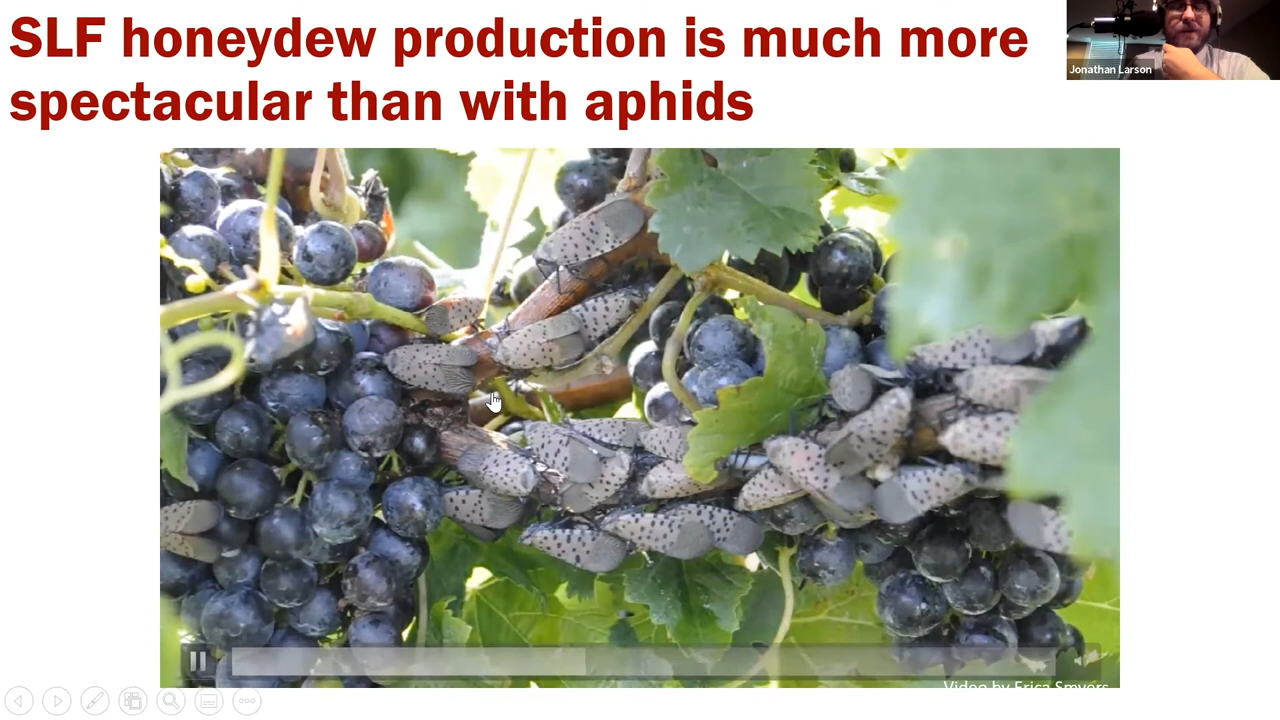 SLF honeydew production is much more
spectacular than with aphids
Jonathan Larson
Video by Erica Smyers